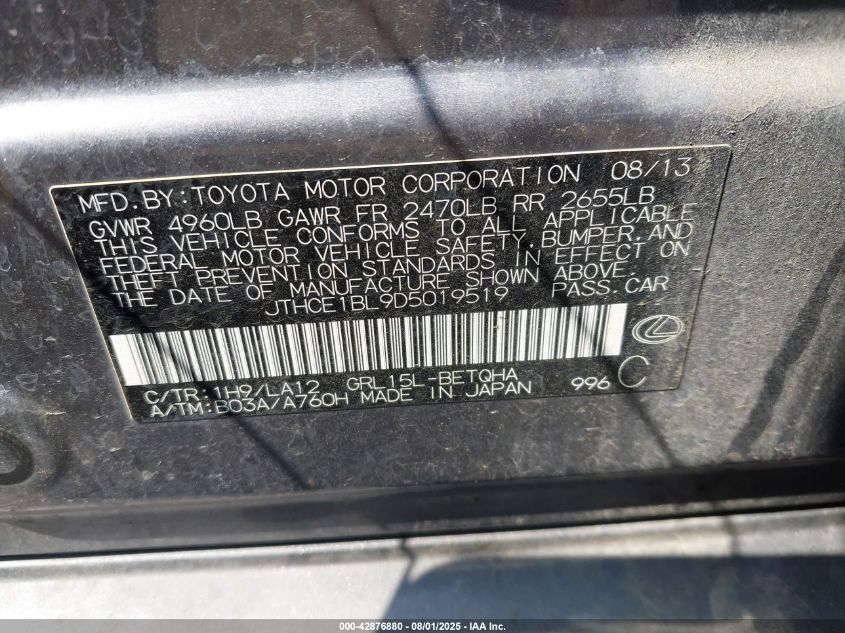 MFD. BY: TOYOTA MOTOR CORPORATION 08/13
GVWR 4960LB GAWR FR 2470LB RR 2655LB
THIS VEHICLE CONFORMS TO ALL APPLICABLE
FEDERAL MOTOR VEHICLE SAFETY, BUMPER, AND
THEFT PREVENTION STANDARDS IN EFFECT ON
THE DATE OF MANUFACTURE SHOWN ABOVE.
JTHCE1BL9D5019519 PASS. CAR
C/TR: 1H9/LA12 GRL15L-BETQHA
A/TM: B03A/A760H MADE IN JAPAN 996 C
000-42876880 - 08/01/2025 - IAA Inc.